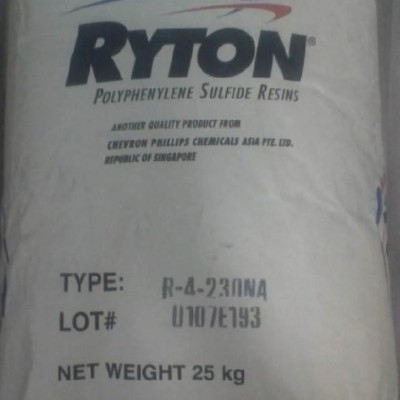 RYTON®
POLYPHENYLENE SULFIDE RESINS
ANOTHER QUALITY PRODUCT FROM
CHEVRON PHILLIPS CHEMICALS ASIA PTE. LTD.
REPUBLIC OF SINGAPORE
TYPE: R-4-230NA
LOT# U107E193
NET WEIGHT 25 kg